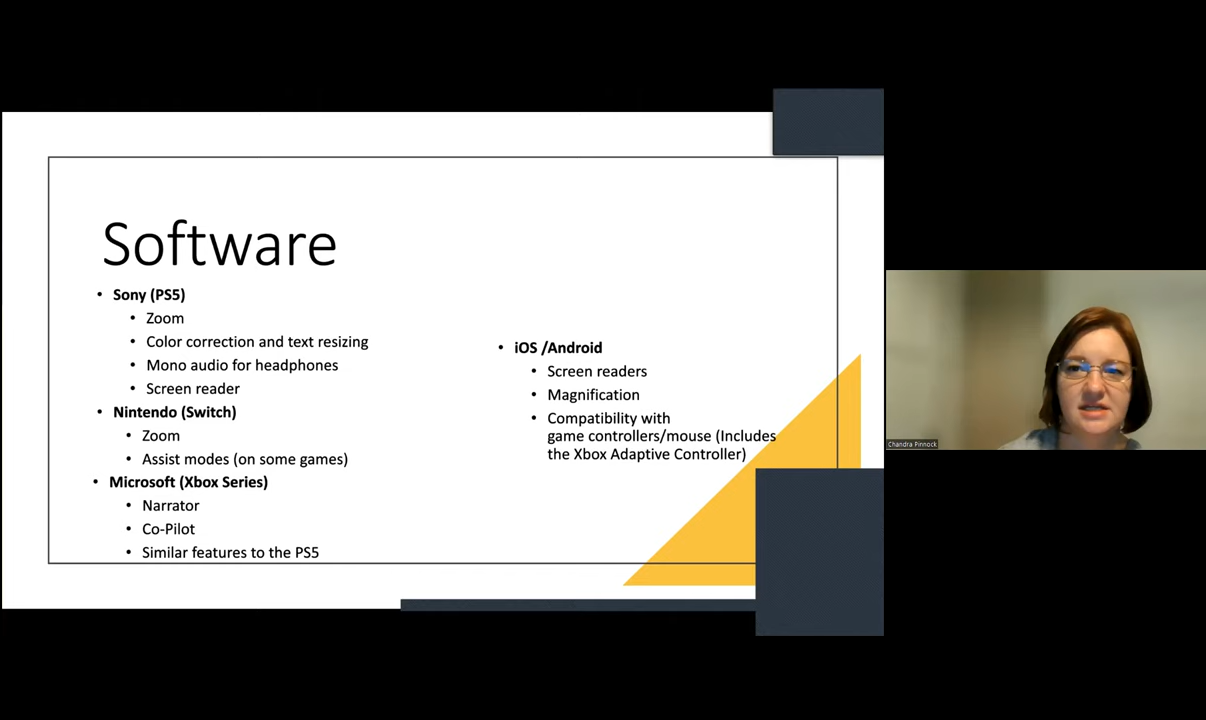 Software
• Sony (PS5)
• Zoom
• Color correction and text resizing
• Mono audio for headphones
• Screen reader
• Nintendo (Switch)
• Zoom
• Assist modes (on some games)
• Microsoft (Xbox Series)
• Narrator
• Co-Pilot
• Similar features to the PS5
• iOS /Android
• Screen readers
• Magnification
• Compatibility with
game controllers/mouse (Includes
the Xbox Adaptive Controller)
Chandra Pinnock